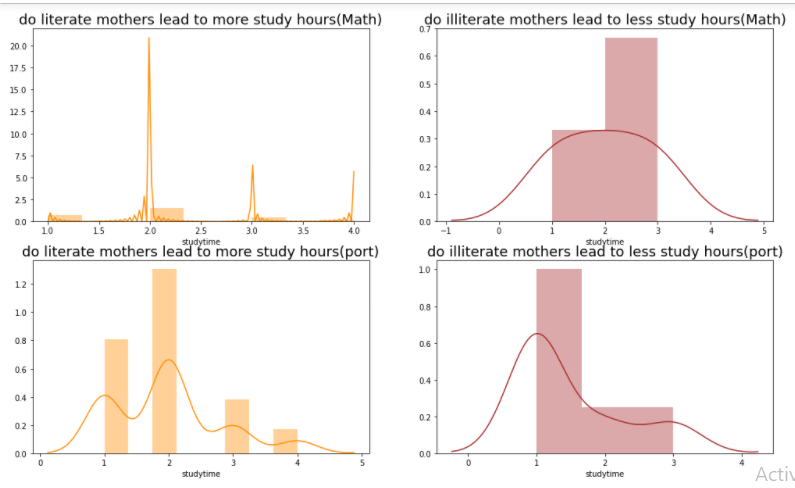 do literate mothers lead to more study hours(Math)
20.0
17.5
15.0
12.5
10.0
7.5
5.0
2.5
0.0
1.0 1.5 2.0 2.5 3.0 3.5 4.0
studytime
do illiterate mothers lead to less study hours(Math)
0.7
0.6
0.5
0.4
0.3
0.2
0.1
0.0
−1 0 1 2 3 4 5
studytime
do literate mothers lead to more study hours(port)
1.2
1.0
0.8
0.6
0.4
0.2
0.0
0 1 2 3 4 5
studytime
do illiterate mothers lead to less study hours(port)
1.0
0.8
0.6
0.4
0.2
0.0
0 1 2 3 4
studytime
Activ